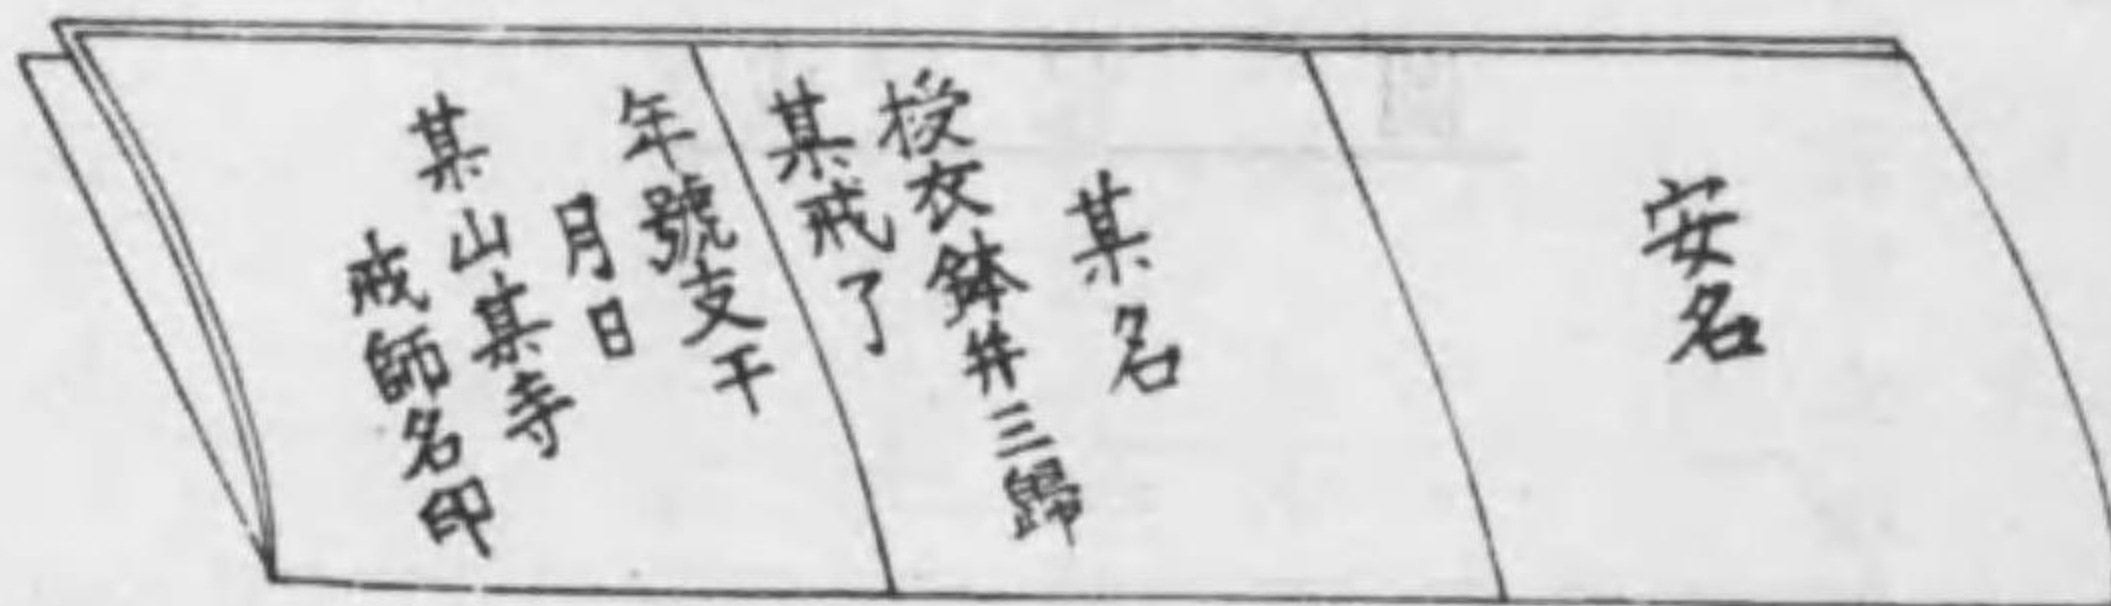 安名
某名
授衣鉢并三歸
某戒了
年號支干
月日
某山某寺
戒師名印